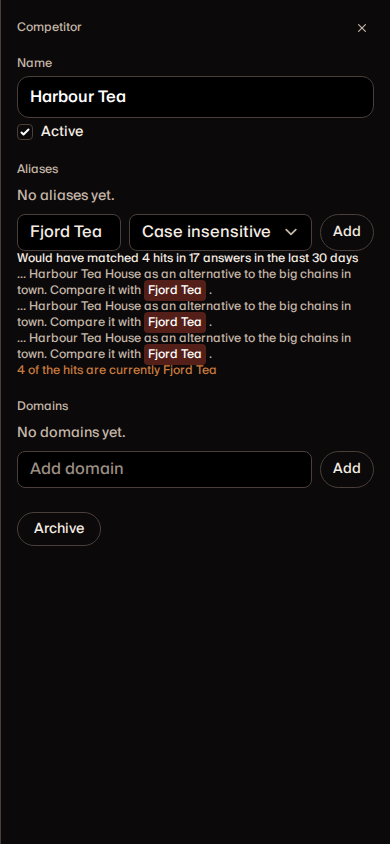 Competitor
Name
Harbour Tea
Active
Aliases
No aliases yet.
Fjord Tea Case insensitive Add
Would have matched 4 hits in 17 answers in the last 30 days
... Harbour Tea House as an alternative to the big chains in
town. Compare it with Fjord Tea .
... Harbour Tea House as an alternative to the big chains in
town. Compare it with Fjord Tea .
... Harbour Tea House as an alternative to the big chains in
town. Compare it with Fjord Tea .
4 of the hits are currently Fjord Tea
Domains
No domains yet.
Add domain Add
Archive